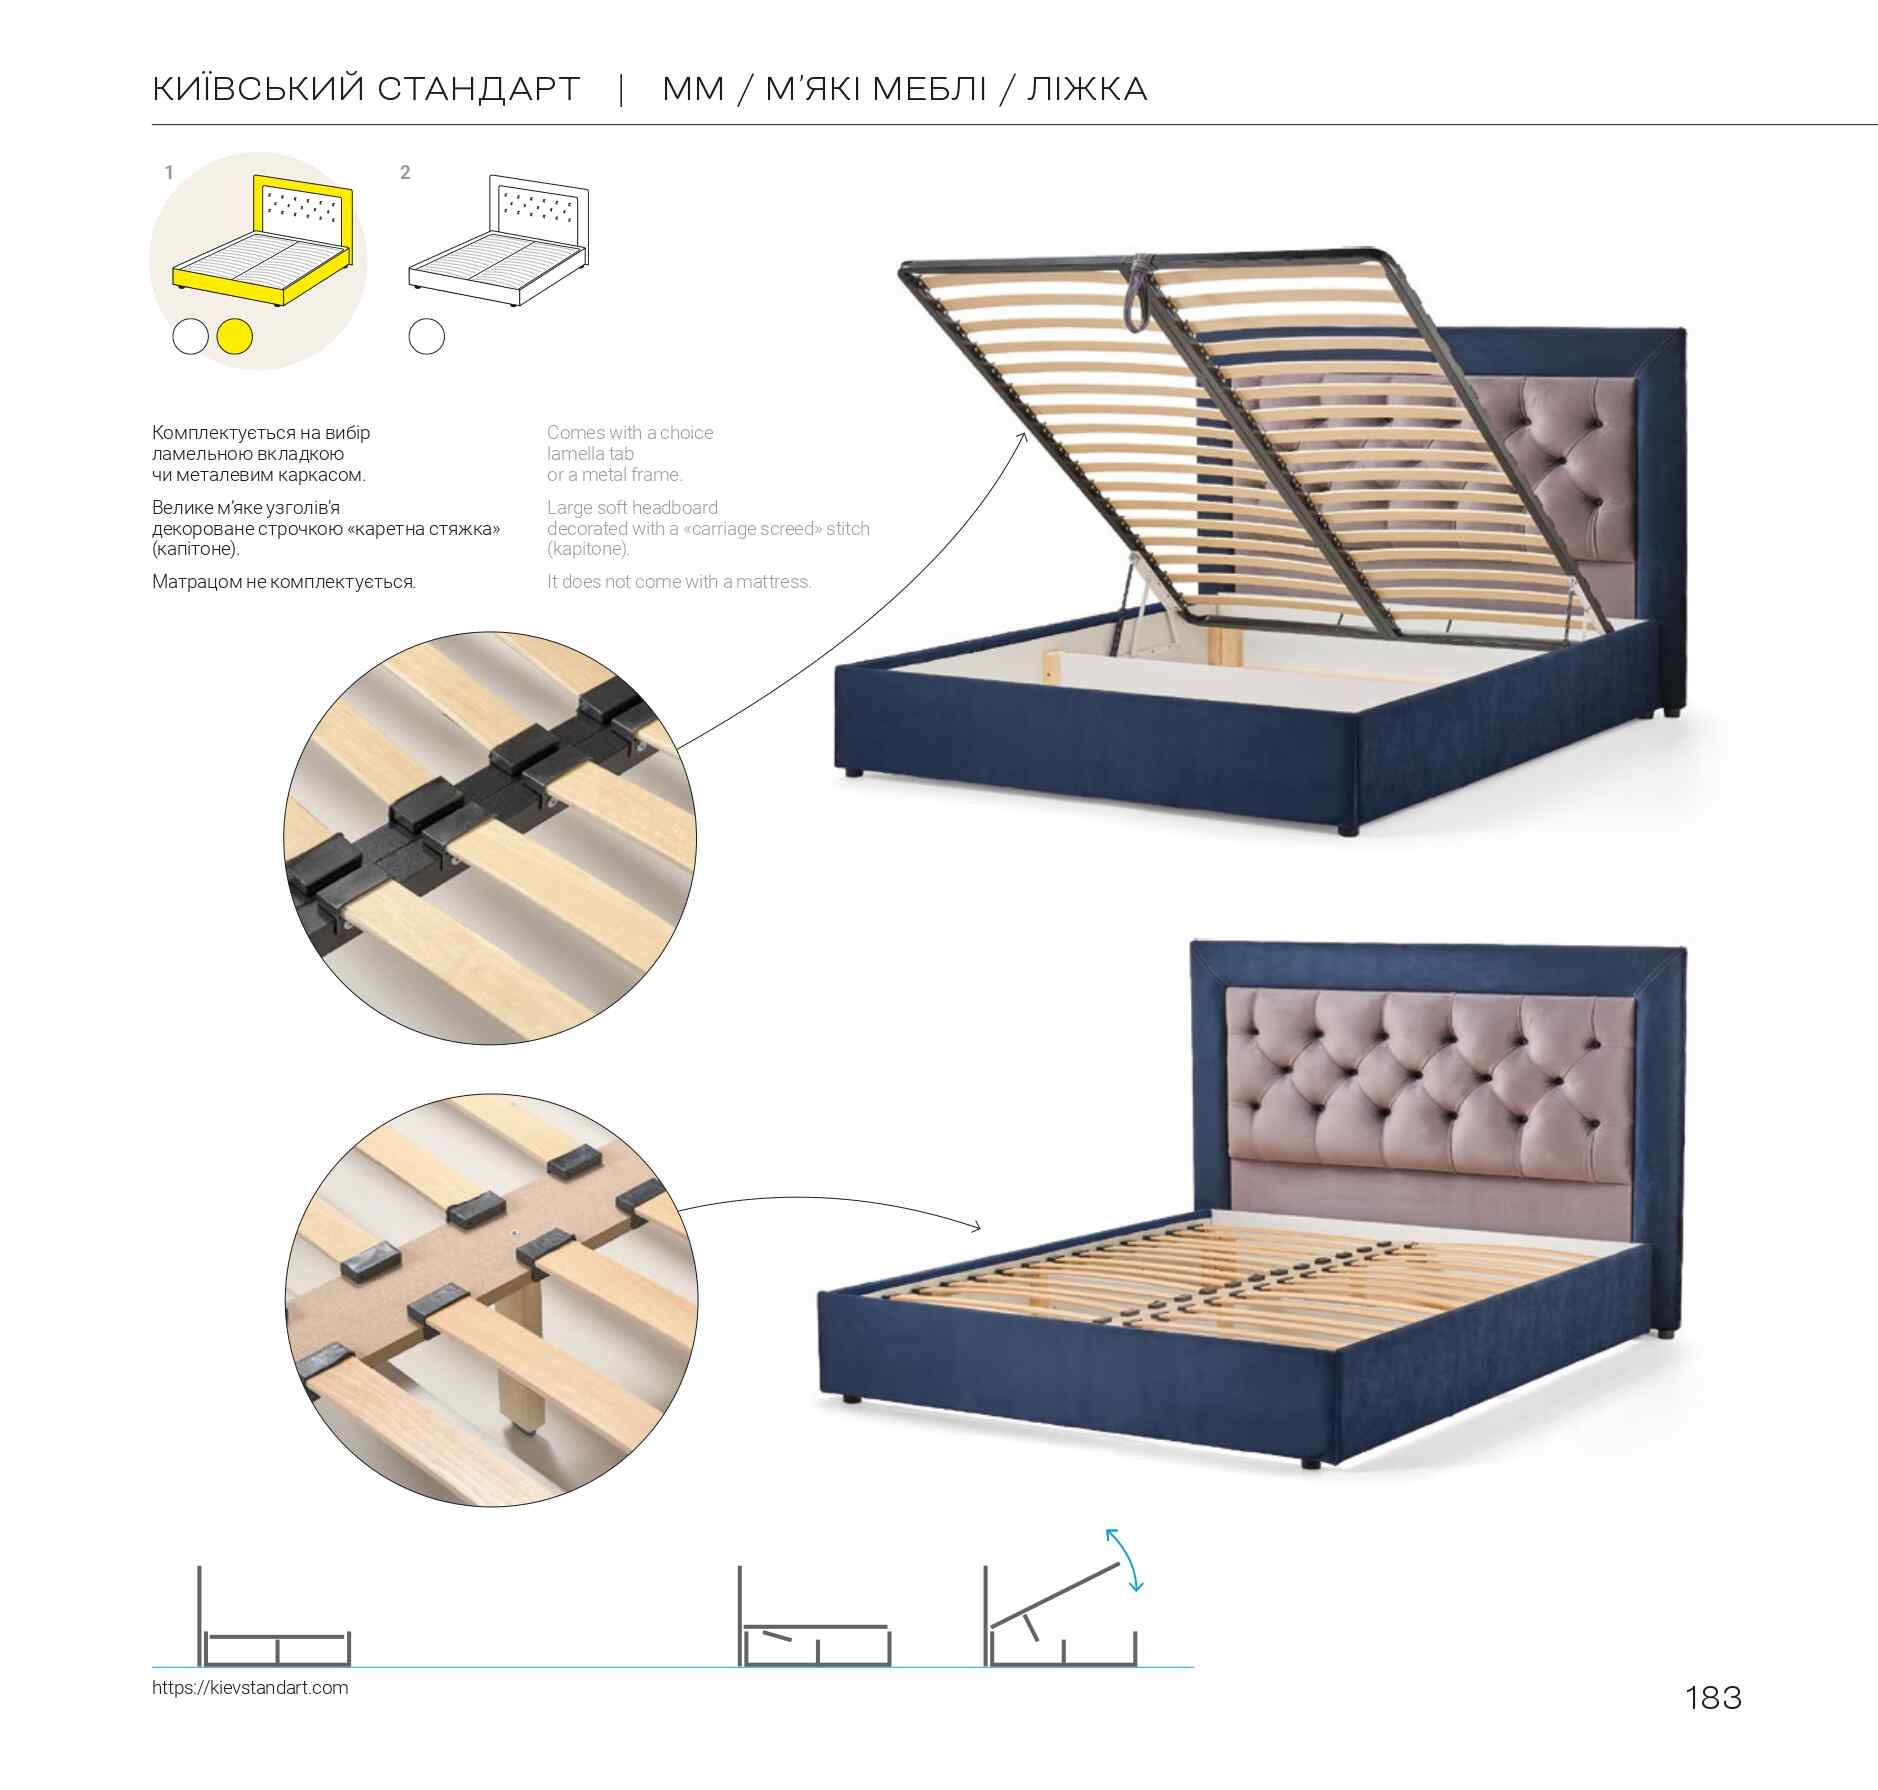 КИЇВСЬКИЙ СТАНДАРТ | ММ / М’ЯКІ МЕБЛІ / ЛІЖКА
1
2
Комплектується на вибір
ламельною вкладкою
чи металевим каркасом.
Велике м’яке узголів’я
декороване строчкою «каретна стяжка»
(капітоне).
Матрацом не комплектується.
Comes with a choice
lamella tab
or a metal frame.
Large soft headboard
decorated with a «carriage screed» stitch
(kapitone).
It does not come with a mattress.
https://kievstandart.com
183